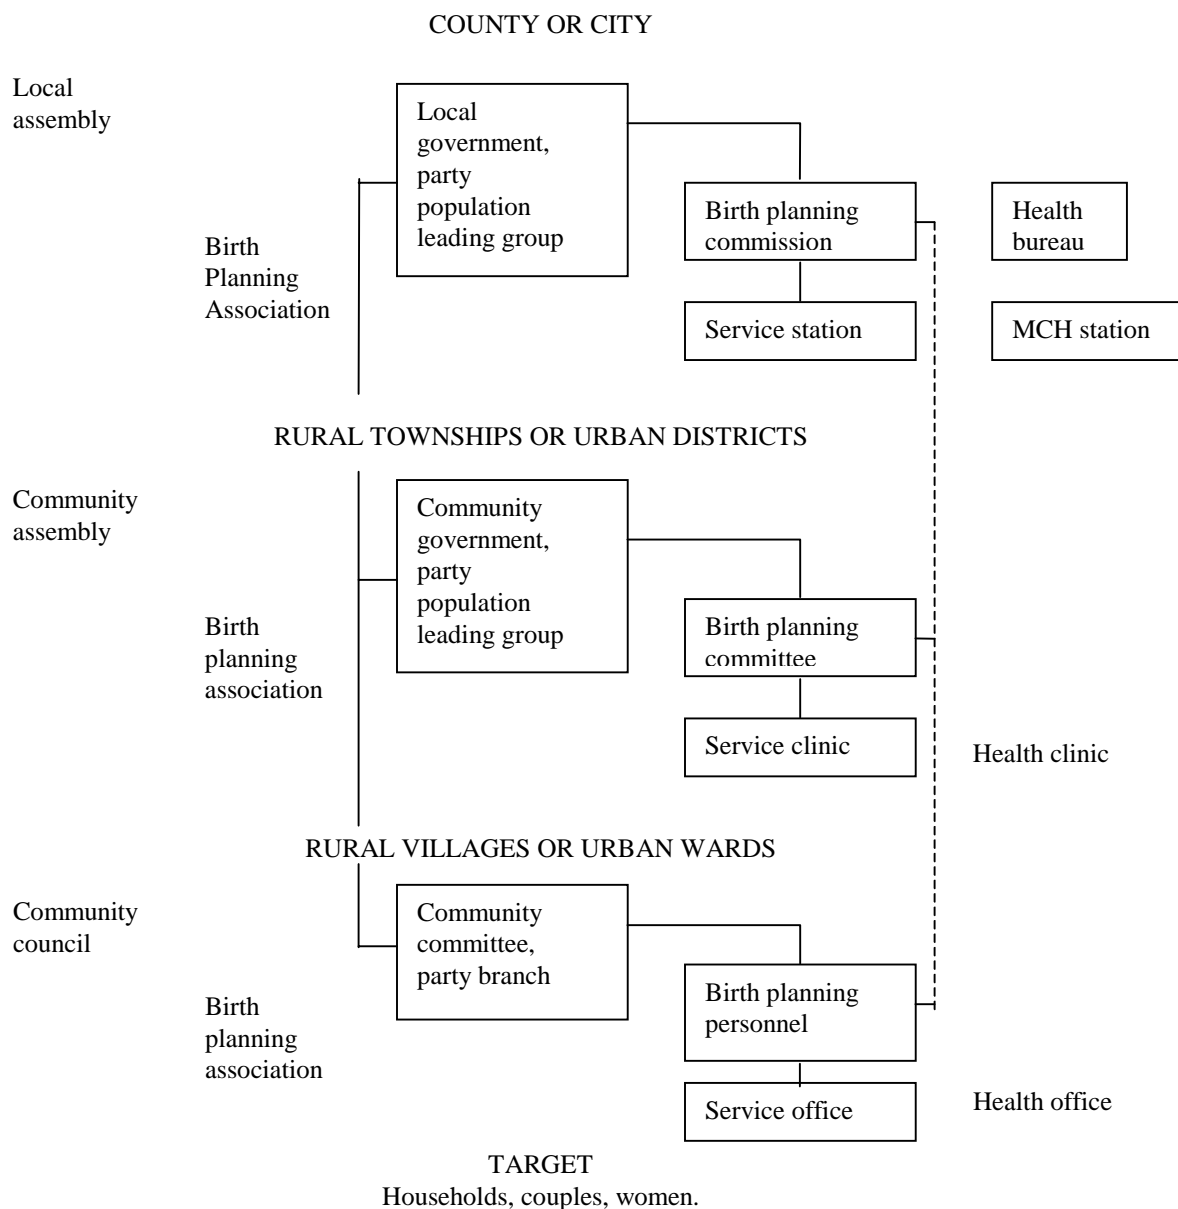 COUNTY OR CITY
Local
assembly
Local
government,
party
population
leading group
Birth
Planning
Association
Birth planning
commission
Health
bureau
Service station
MCH station
RURAL TOWNSHIPS OR URBAN DISTRICTS
Community
assembly
Community
government,
party
population
leading group
Birth
planning
association
Birth planning
committee
Service clinic
Health clinic
RURAL VILLAGES OR URBAN WARDS
Community
council
Community
committee,
party branch
Birth
planning
association
Birth planning
personnel
Service office
Health office
TARGET
Households, couples, women.